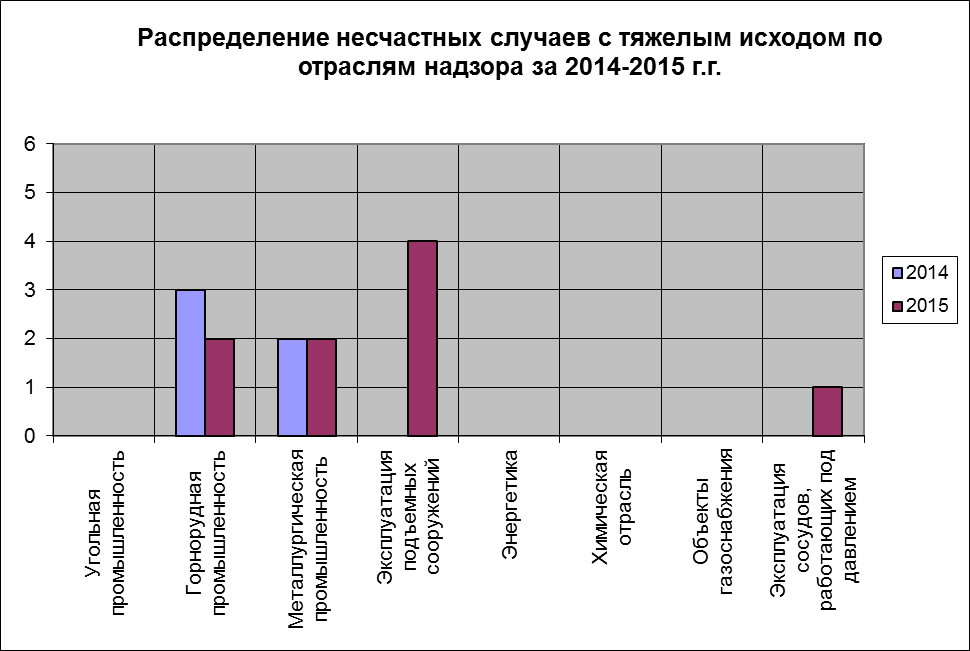 Распределение несчастных случаев с тяжелым исходом по
отраслям надзора за 2014-2015 г.г.
6
5
4
3
2
1
0
2014
2015
Угольная
промышленность
Горнорудная
промышленность
Металлургическая
промышленность
Эксплуатация
подъемных
сооружений
Энергетика
Химическая
отрасль
Объекты
газоснабжения
Эксплуатация
сосудов,
работающих под
давлением